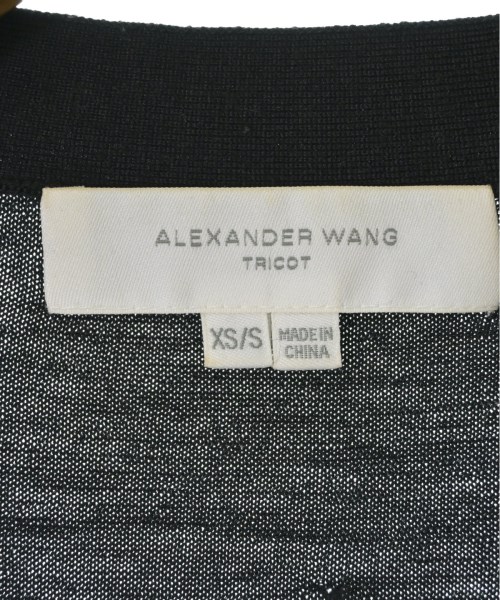 ALEXANDER WANG
TRICOT
XS/S
MADE IN
CHINA